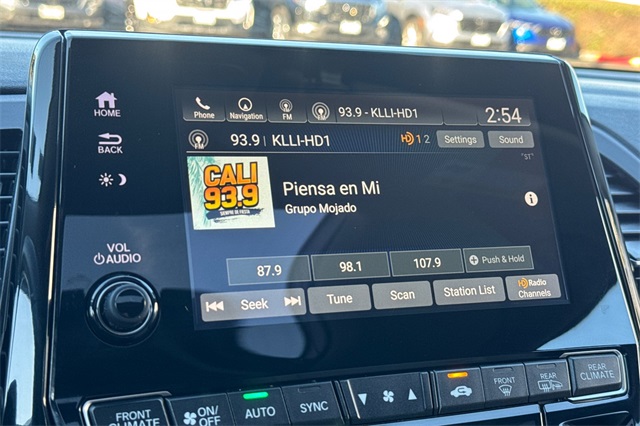 HOME
BACK
VOL
AUDIO
Phone
Navigation
FM
93.9 - KLLI-HD1
2:54
FM
93.9 | KLLI-HD1
HD 1 2
Settings
Sound
"ST"
CALI
93.9
SIEMPRE DE FIESTA
Piensa en Mi
Grupo Mojado
i
87.9
98.1
107.9
Push & Hold
Seek
Tune
Scan
Station List
HD Radio
Channels
FRONT
CLIMATE
ON/
OFF
AUTO
SYNC
FRONT
REAR
REAR
CLIMATE